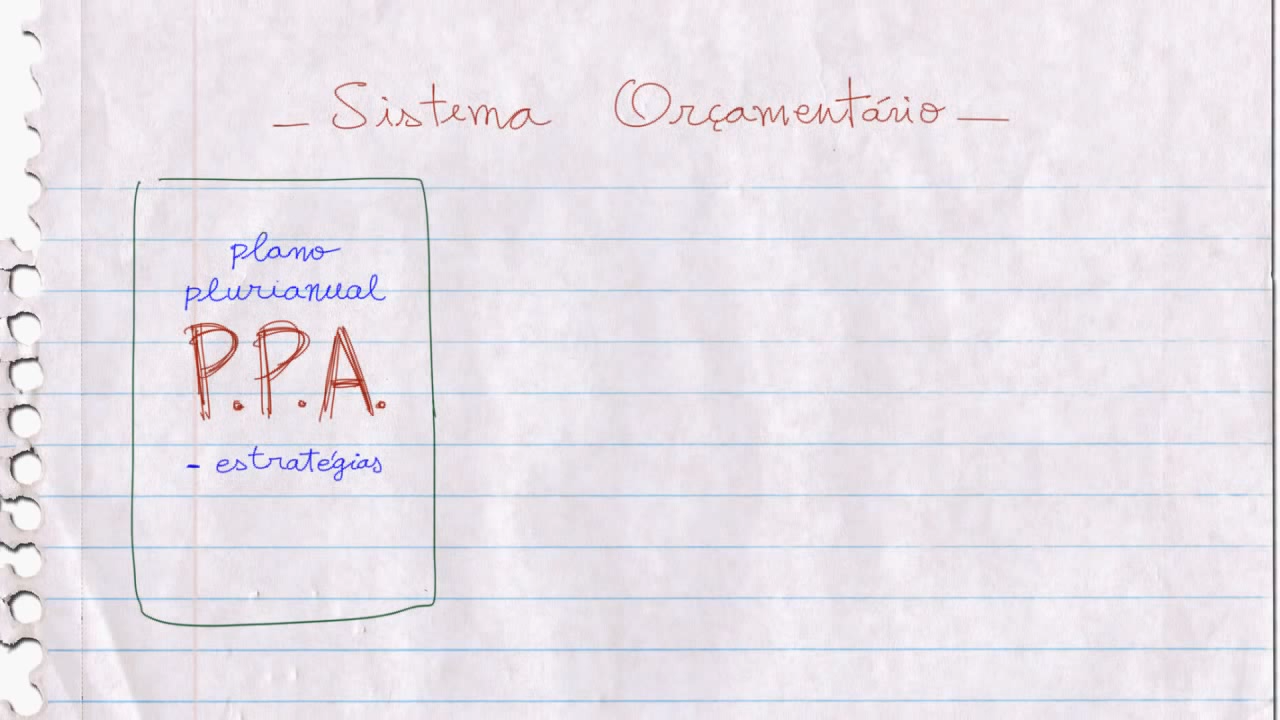 - Sistema Orçamentário -
plano
plurianual
P.P.A.
- estratégias